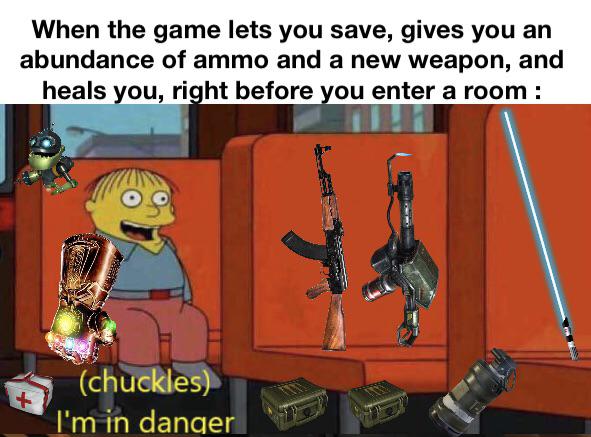 When the game lets you save, gives you an
abundance of ammo and a new weapon, and
heals you, right before you enter a room :
(chuckles)
I'm in danger